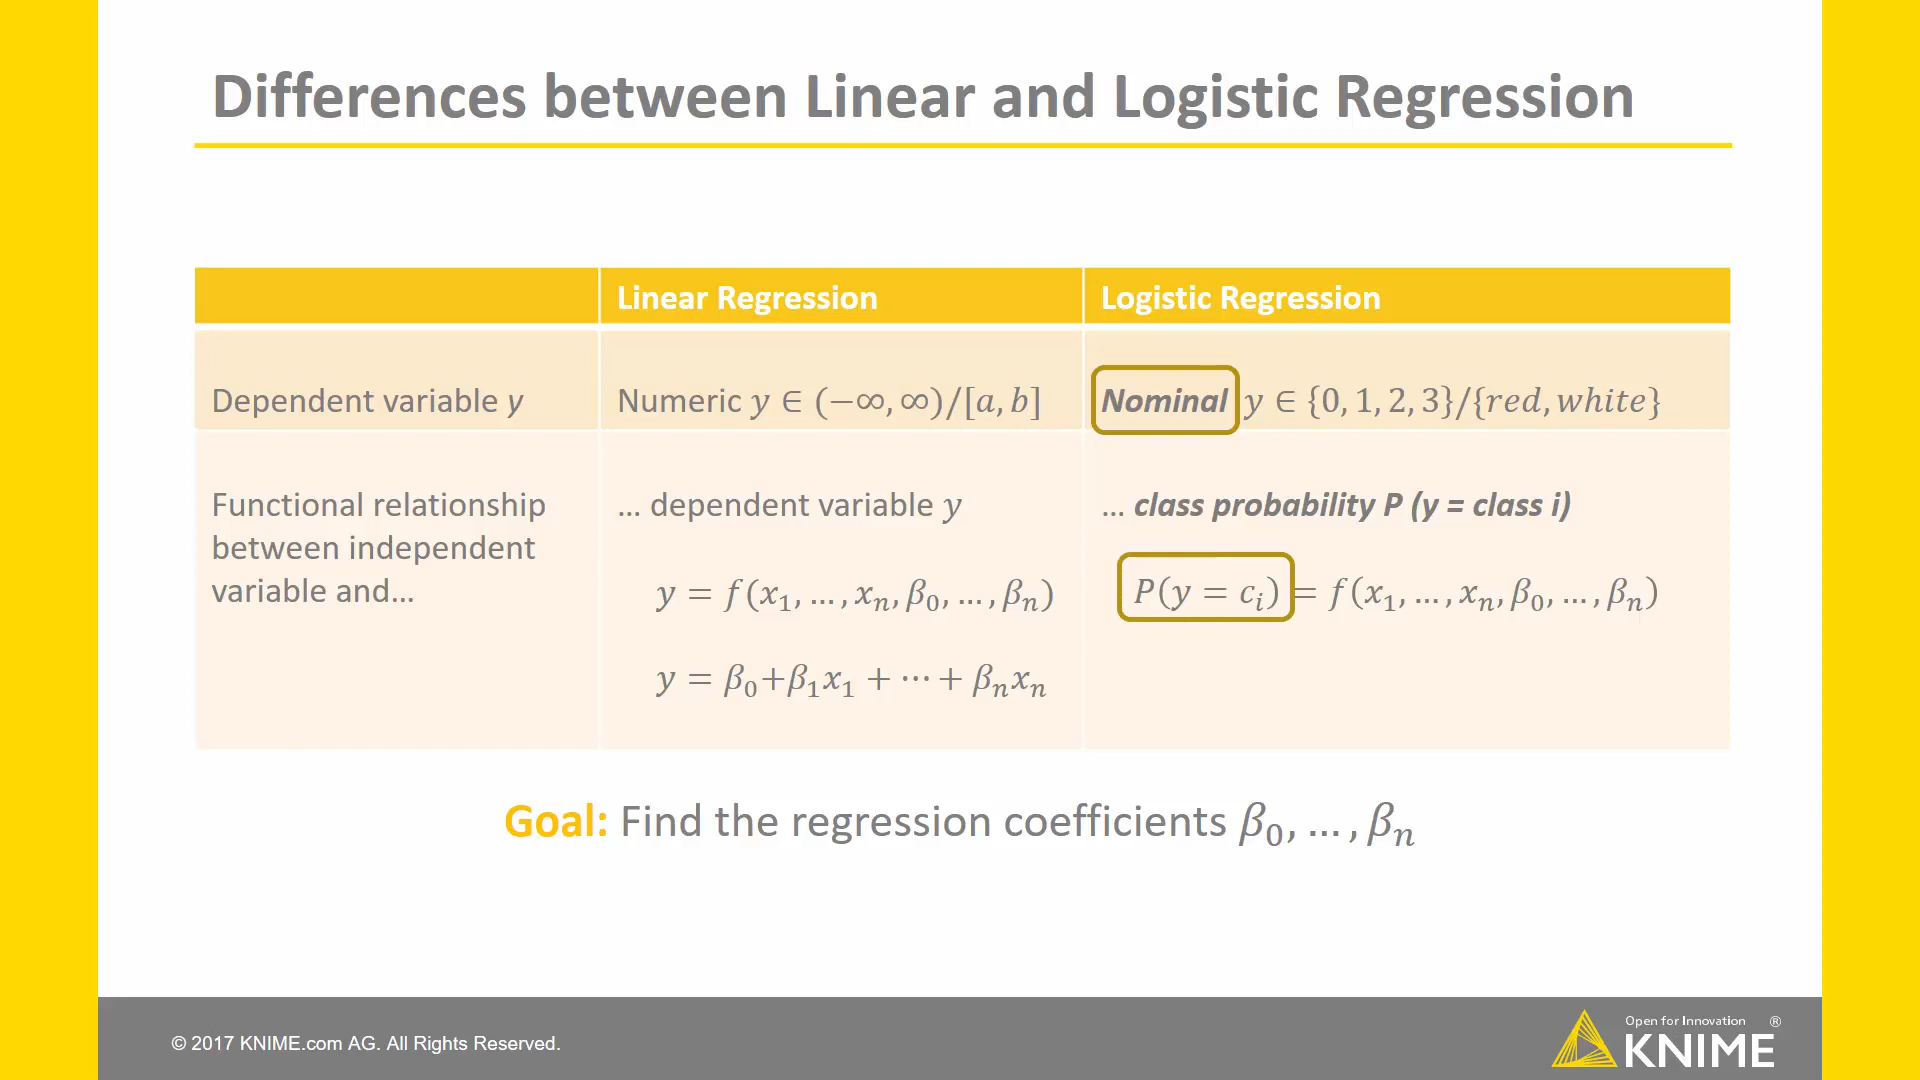 Differences between Linear and Logistic Regression
Linear Regression
Logistic Regression
Dependent variable y
Numeric y ∈ (−∞, ∞)/[a, b]
Nominal y ∈ {0, 1, 2, 3}/{red, white}
Functional relationship
between independent
variable and...
... dependent variable y
y = f(x₁, … , xₙ, β₀, … , βₙ)
y = β₀+β₁x₁ + ⋯ + βₙxₙ
... class probability P (y = class i)
P(y = cᵢ) = f(x₁, … , xₙ, β₀, … , βₙ)
Goal: Find the regression coefficients β₀, … , βₙ
© 2017 KNIME.com AG. All Rights Reserved.
Open for Innovation ®
KNIME